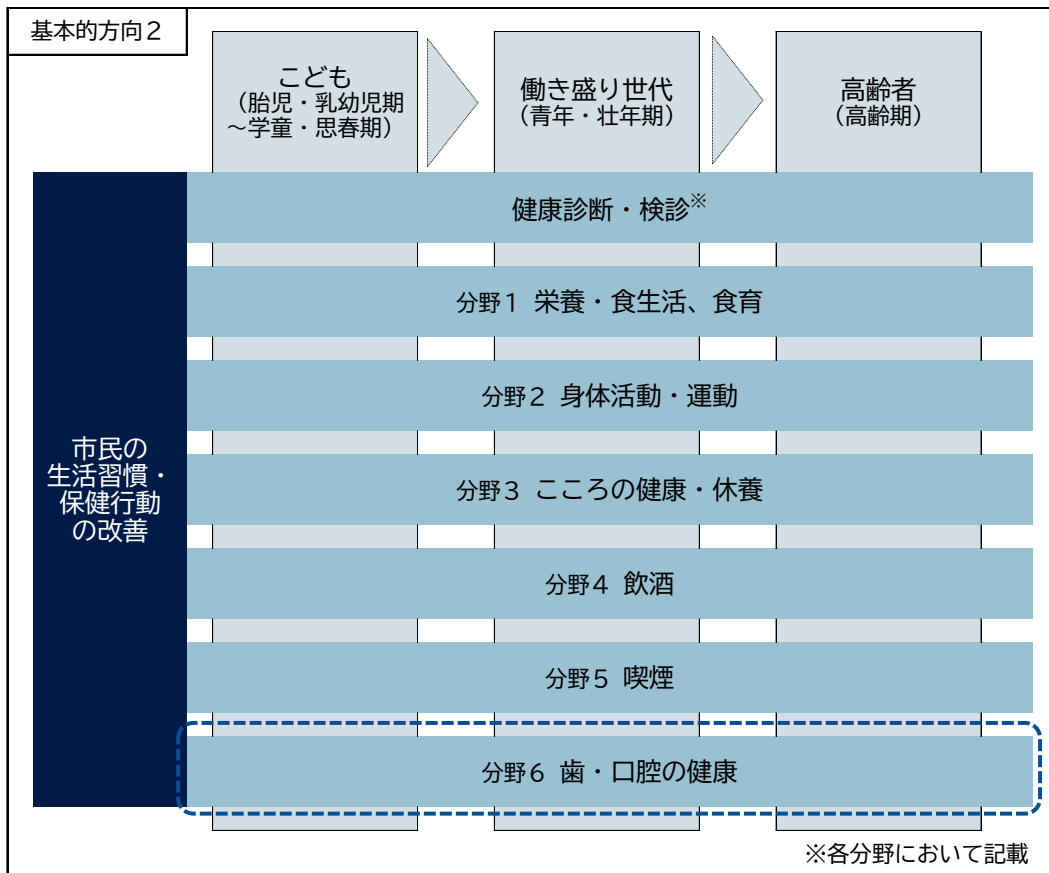 基本的方向２
こども
（胎児・乳幼児期
～学童・思春期）
働き盛り世代
（青年・壮年期）
高齢者
（高齢期）
市民の
生活習慣・
保健行動
の改善
健康診断・検診※
分野１ 栄養・食生活、食育
分野２ 身体活動・運動
分野３ こころの健康・休養
分野４ 飲酒
分野５ 喫煙
分野６ 歯・口腔の健康
※各分野において記載